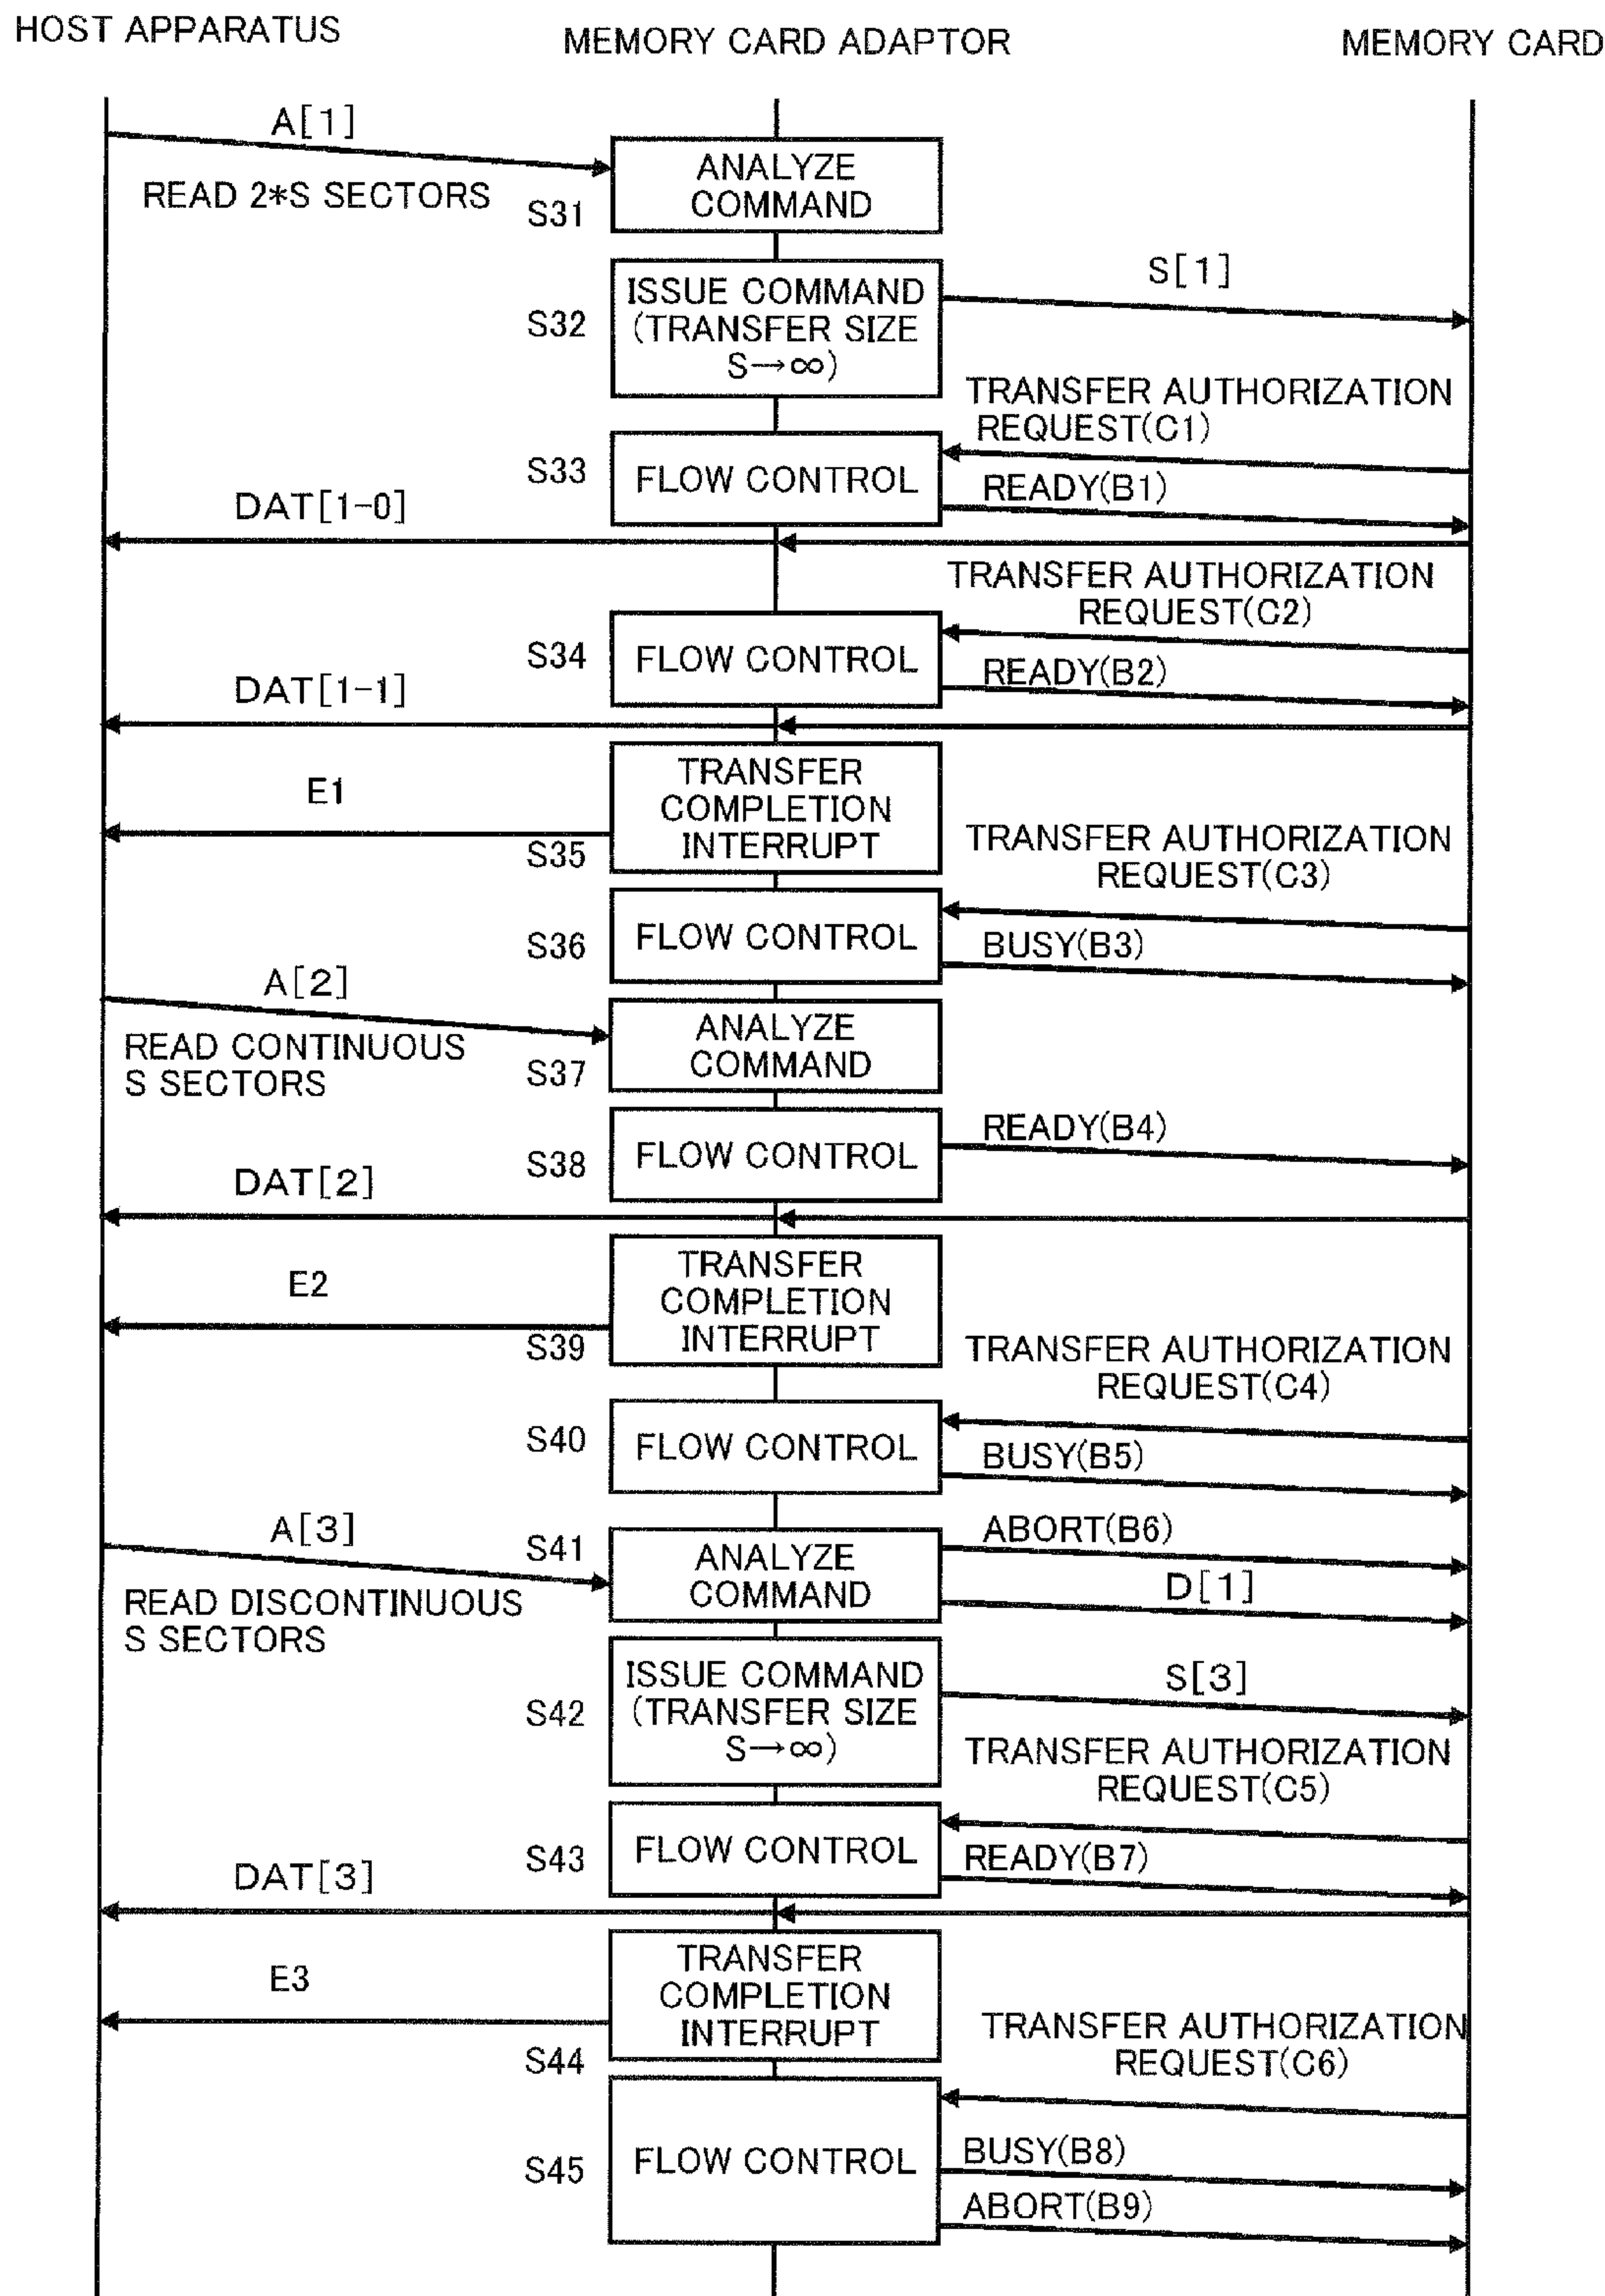 HOST APPARATUS
MEMORY CARD ADAPTOR
MEMORY CARD
A[1]
READ 2*S SECTORS
S31
ANALYZE
COMMAND
S32
ISSUE COMMAND
(TRANSFER SIZE
S→∞)
S[1]
TRANSFER AUTHORIZATION
REQUEST(C1)
S33
FLOW CONTROL
READY(B1)
DAT[1-0]
TRANSFER AUTHORIZATION
REQUEST(C2)
S34
FLOW CONTROL
READY(B2)
DAT[1-1]
TRANSFER
COMPLETION
INTERRUPT
E1
S35
TRANSFER AUTHORIZATION
REQUEST(C3)
S36
FLOW CONTROL
BUSY(B3)
A[2]
READ CONTINUOUS
S SECTORS
S37
ANALYZE
COMMAND
S38
FLOW CONTROL
READY(B4)
DAT[2]
TRANSFER
COMPLETION
INTERRUPT
E2
S39
TRANSFER AUTHORIZATION
REQUEST(C4)
S40
FLOW CONTROL
BUSY(B5)
A[3]
READ DISCONTINUOUS
S SECTORS
S41
ANALYZE
COMMAND
ABORT(B6)
D[1]
S42
ISSUE COMMAND
(TRANSFER SIZE
S→∞)
S[3]
TRANSFER AUTHORIZATION
REQUEST(C5)
S43
FLOW CONTROL
READY(B7)
DAT[3]
TRANSFER
COMPLETION
INTERRUPT
E3
S44
TRANSFER AUTHORIZATION
REQUEST(C6)
S45
FLOW CONTROL
BUSY(B8)
ABORT(B9)